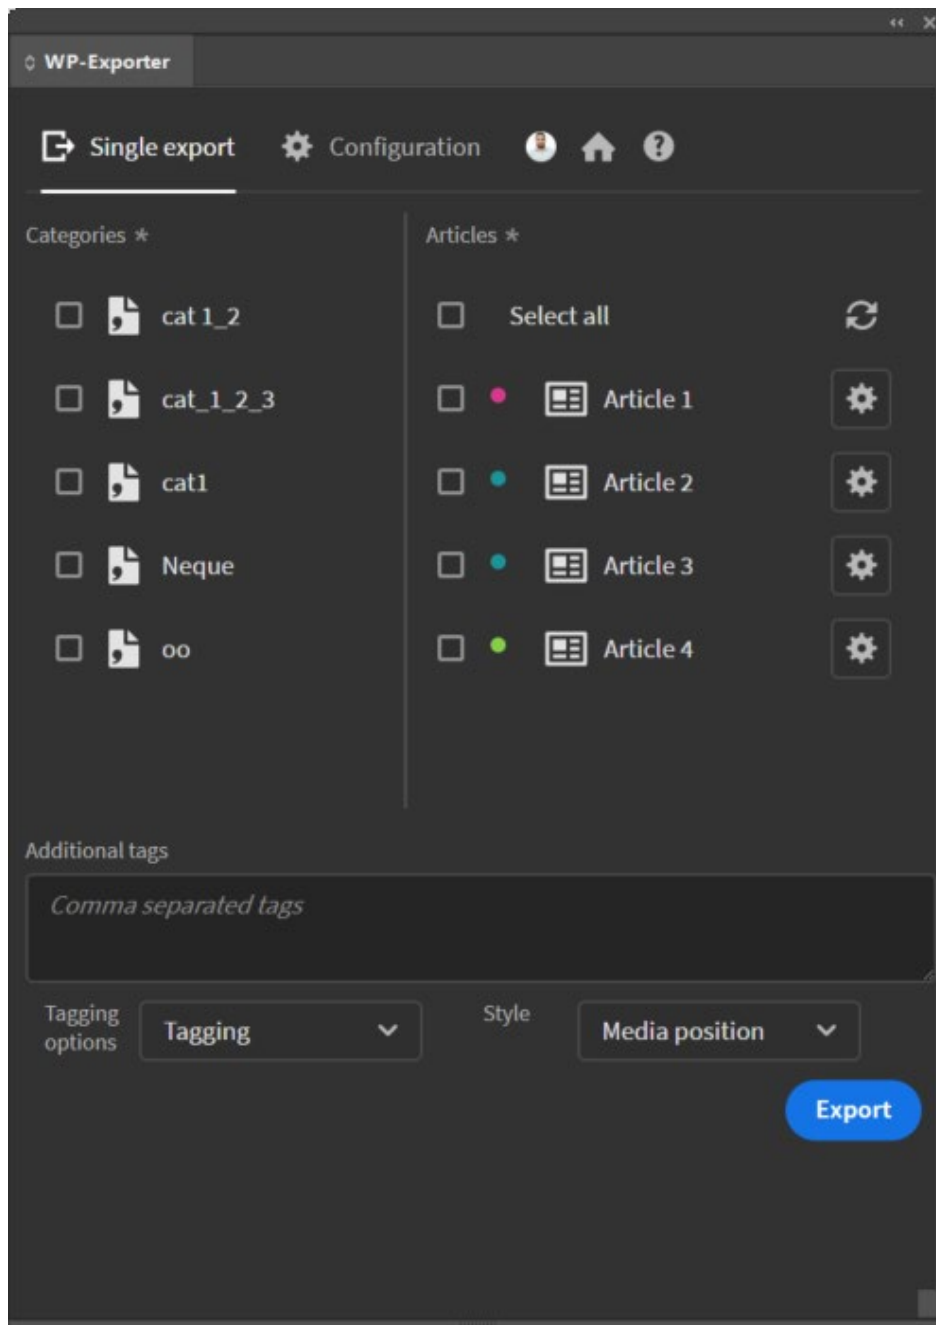 WP-Exporter
Single export Configuration
Categories * Articles *
cat 1_2 Select all
cat_1_2_3 Article 1
cat1 Article 2
Neque Article 3
oo Article 4
Additional tags
Comma separated tags
Tagging options Tagging Style Media position
Export